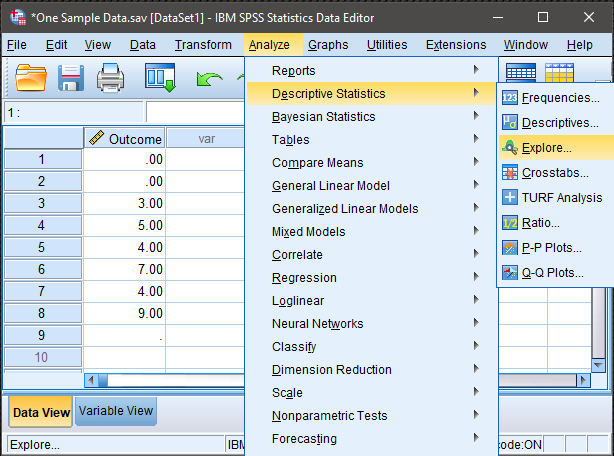 *One Sample Data.sav [DataSet1] - IBM SPSS Statistics Data Editor
File Edit View Data Transform Analyze Graphs Utilities Extensions Window Help
Reports
Descriptive Statistics
Bayesian Statistics
Tables
Compare Means
General Linear Model
Generalized Linear Models
Mixed Models
Correlate
Regression
Loglinear
Neural Networks
Classify
Dimension Reduction
Scale
Nonparametric Tests
Forecasting
123 Frequencies...
Descriptives...
Explore...
Crosstabs...
TURF Analysis
1/2 Ratio...
P-P Plots...
Q-Q Plots...
1 :
Outcome var
1 .00
2 .00
3 3.00
4 5.00
5 4.00
6 7.00
7 4.00
8 9.00
9 .
10
Data View Variable View
Explore... IBM code:ON